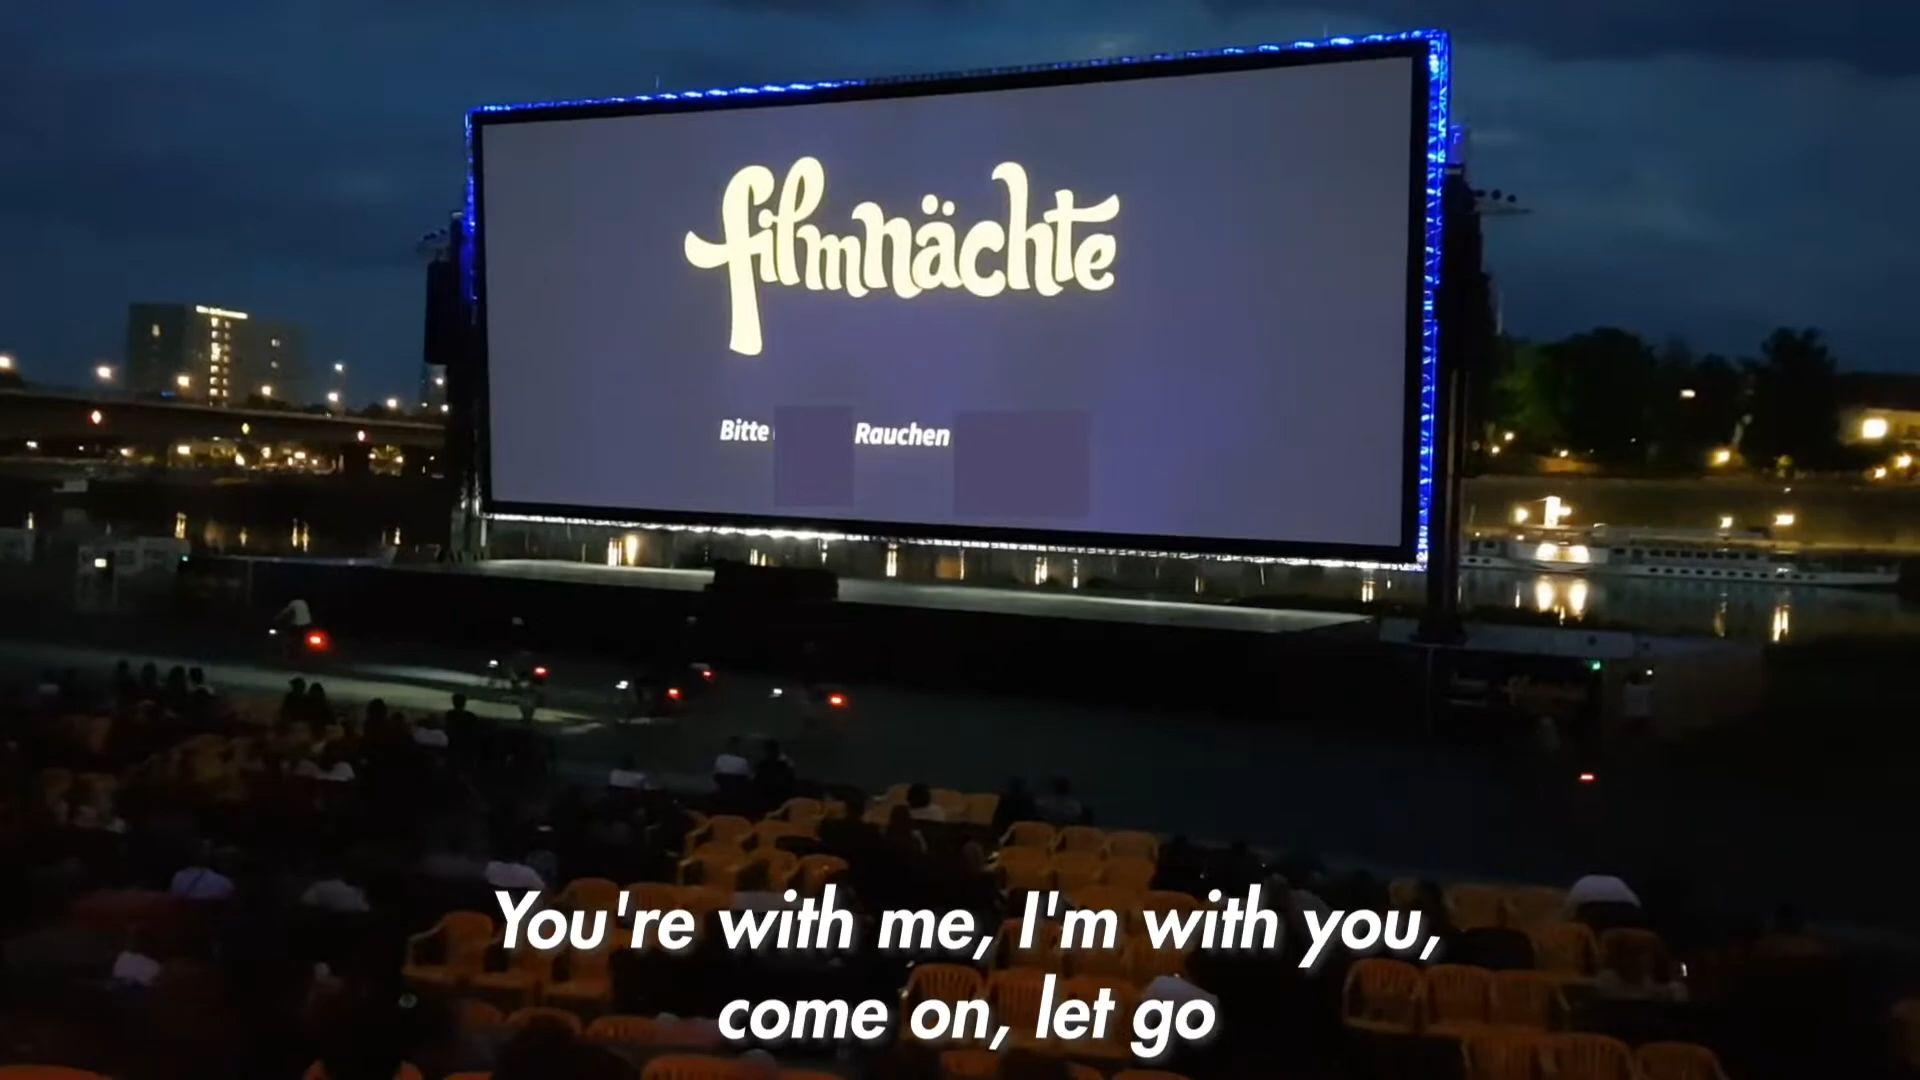 filmnächte
Bitte Rauchen
You're with me, I'm with you,
come on, let go